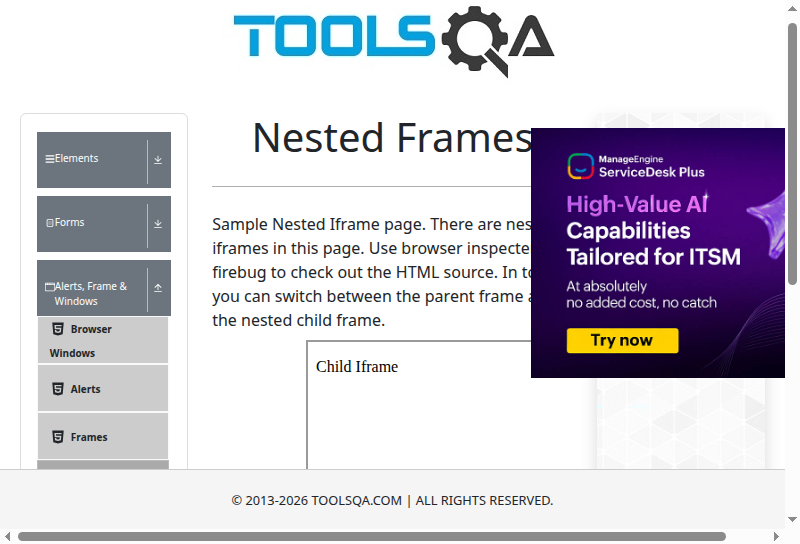 TOOLSQA
Elements
Forms
Alerts, Frame &
Windows
Browser
Windows
Alerts
Frames
Nested Frames
Sample Nested Iframe page. There are nes
iframes in this page. Use browser inspecte
firebug to check out the HTML source. In to
you can switch between the parent frame a
the nested child frame.
Child Iframe
ManageEngine
ServiceDesk Plus
High-Value AI
Capabilities
Tailored for ITSM
At absolutely
no added cost, no catch
Try now
© 2013-2026 TOOLSQA.COM | ALL RIGHTS RESERVED.